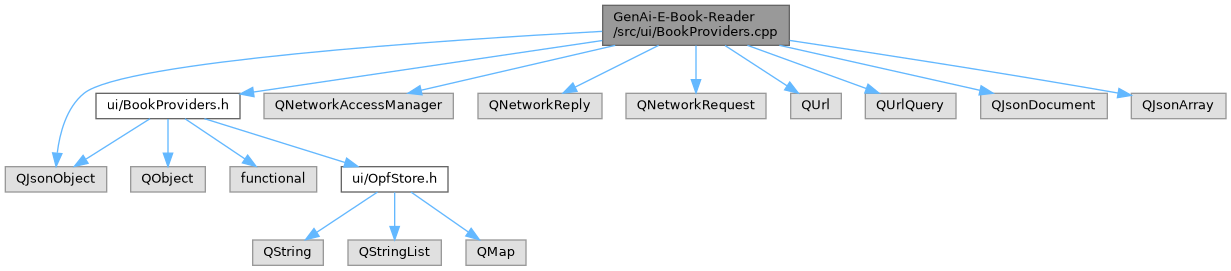 GenAi-E-Book-Reader
/src/ui/BookProviders.cpp
ui/BookProviders.h
QNetworkAccessManager
QNetworkReply
QNetworkRequest
QUrl
QUrlQuery
QJsonDocument
QJsonArray
QJsonObject
QObject
functional
ui/OpfStore.h
QString
QStringList
QMap